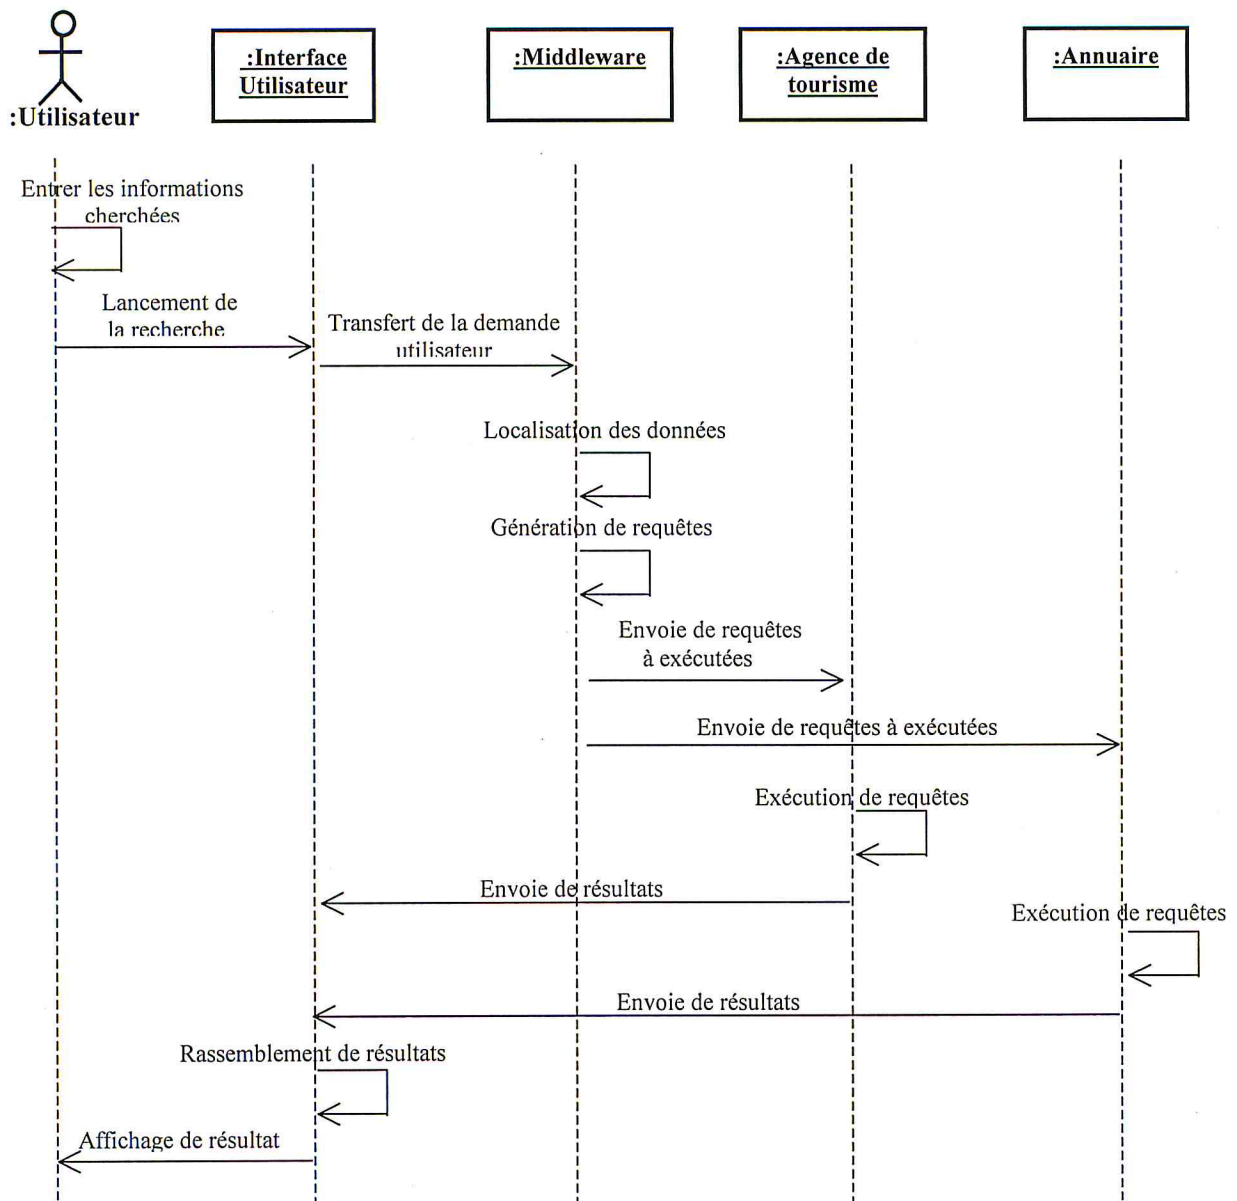 :Utilisateur
:Interface
Utilisateur
:Middleware
:Agence de
tourisme
:Annuaire
Entrer les informations
cherchées
Lancement de
la recherche
Transfert de la demande
utilisateur
Localisation des données
Génération de requêtes
Envoie de requêtes
à exécutées
Envoie de requêtes à exécutées
Exécution de requêtes
Envoie de résultats
Exécution de requêtes
Envoie de résultats
Rassemblement de résultats
Affichage de résultat